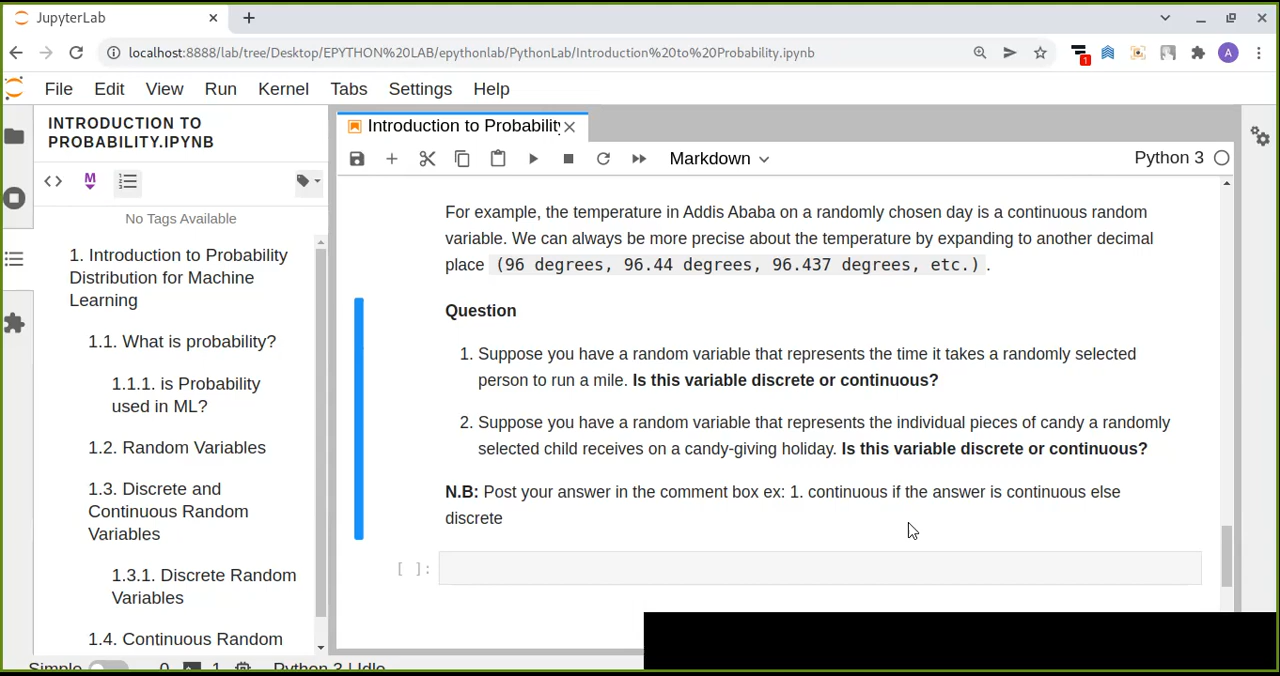 JupyterLab
localhost:8888/lab/tree/Desktop/EPYTHON%20LAB/epythonlab/PythonLab/Introduction%20to%20Probability.ipynb
1
A
File Edit View Run Kernel Tabs Settings Help
INTRODUCTION TO
PROBABILITY.IPYNB
No Tags Available
1. Introduction to Probability
Distribution for Machine
Learning
1.1. What is probability?
1.1.1. is Probability
used in ML?
1.2. Random Variables
1.3. Discrete and
Continuous Random
Variables
1.3.1. Discrete Random
Variables
1.4. Continuous Random
Introduction to Probability
Markdown
Python 3
For example, the temperature in Addis Ababa on a randomly chosen day is a continuous random
variable. We can always be more precise about the temperature by expanding to another decimal
place (96 degrees, 96.44 degrees, 96.437 degrees, etc.) .
Question
1. Suppose you have a random variable that represents the time it takes a randomly selected
person to run a mile. Is this variable discrete or continuous?
2. Suppose you have a random variable that represents the individual pieces of candy a randomly
selected child receives on a candy-giving holiday. Is this variable discrete or continuous?
N.B: Post your answer in the comment box ex: 1. continuous if the answer is continuous else
discrete
[ ]:
Simple 0 1 Python 3 | Idle